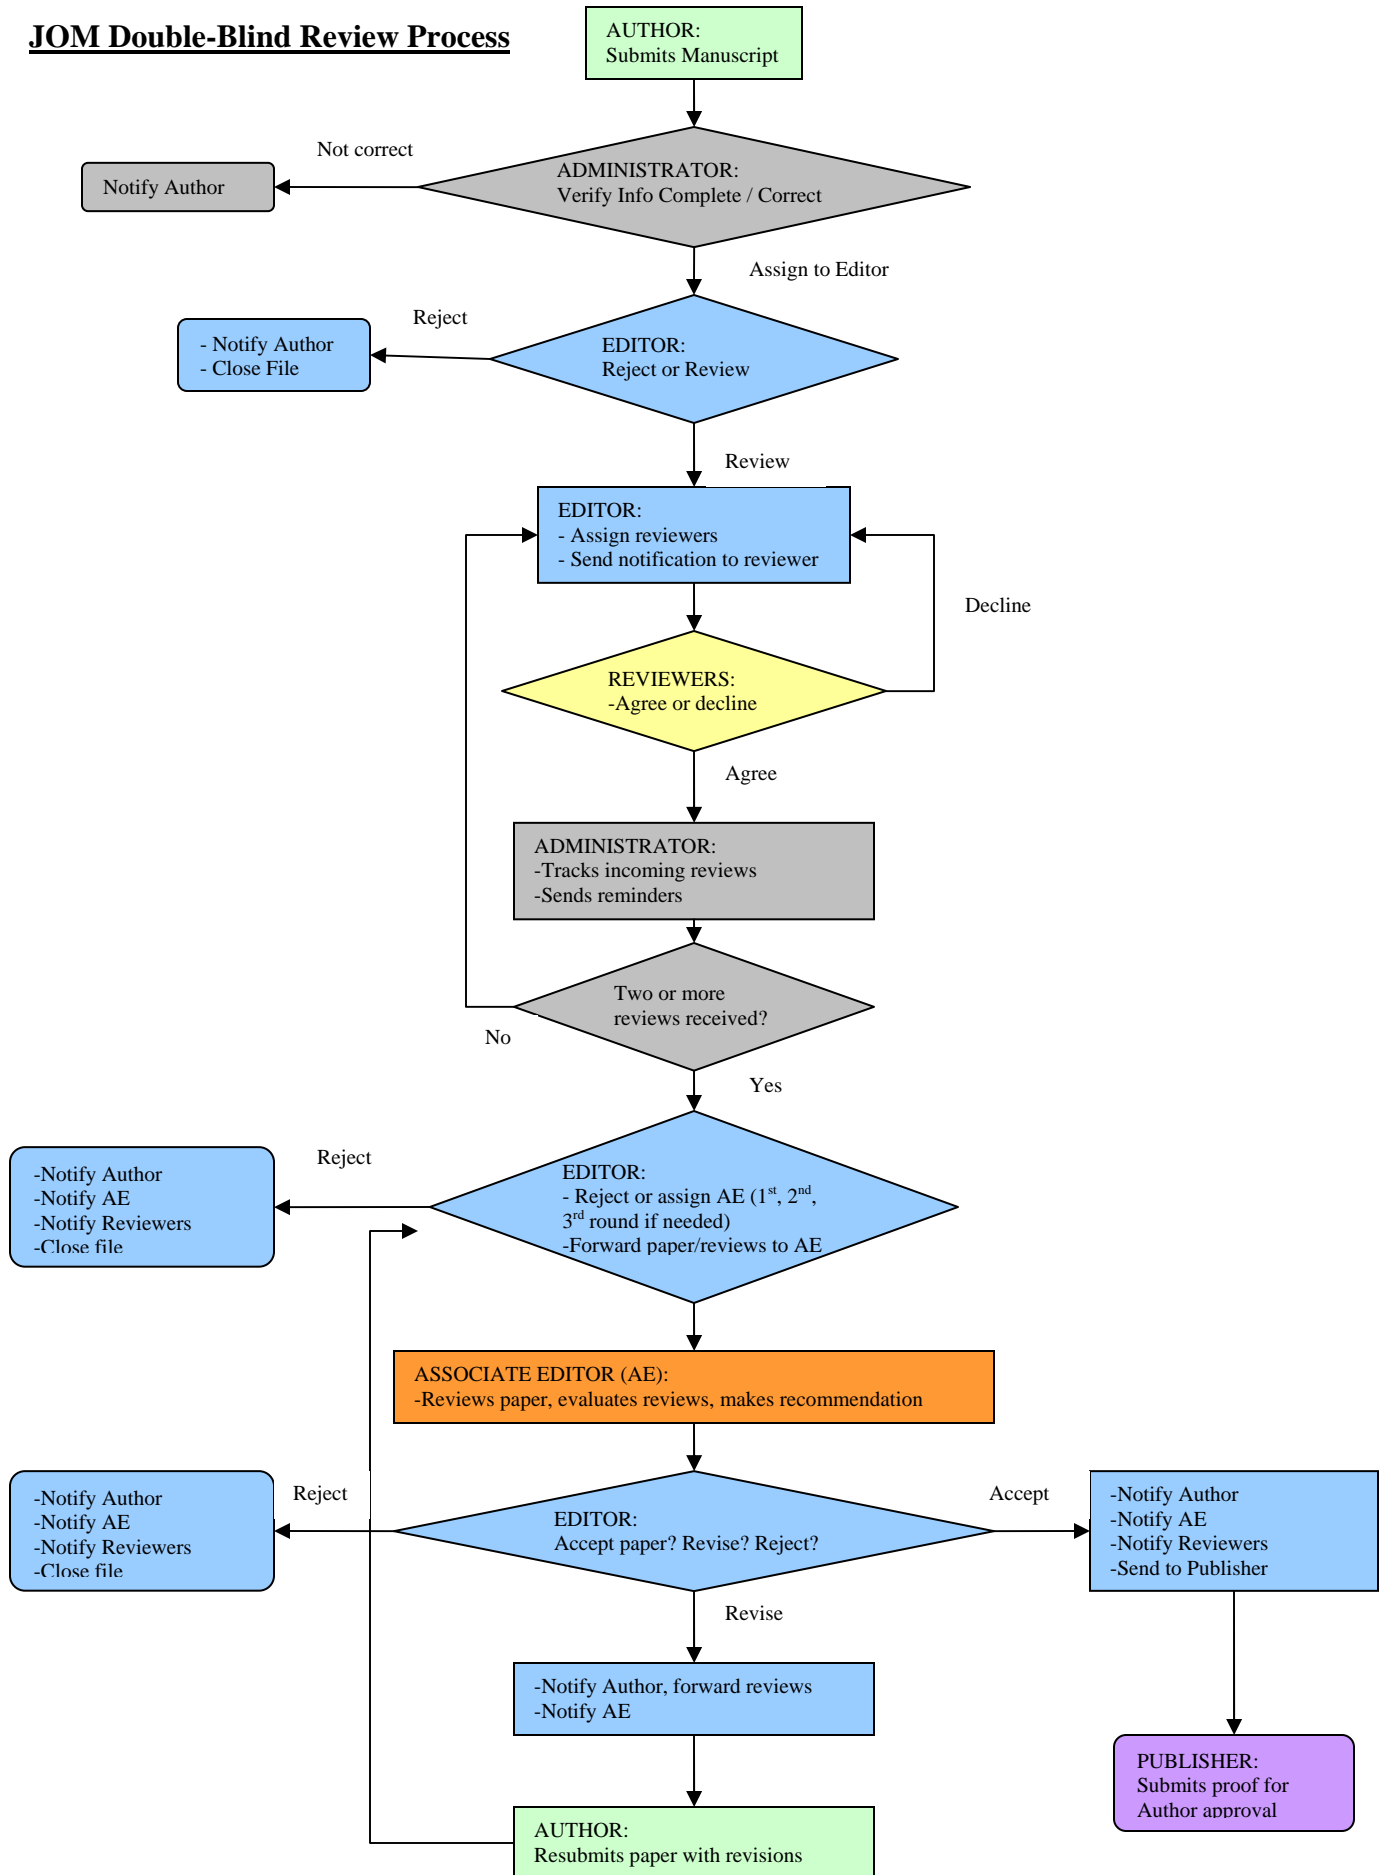 JOM Double-Blind Review Process
AUTHOR:
Submits Manuscript
Not correct
Notify Author
ADMINISTRATOR:
Verify Info Complete / Correct
Assign to Editor
Reject
- Notify Author
- Close File
EDITOR:
Reject or Review
Review
EDITOR:
- Assign reviewers
- Send notification to reviewer
Decline
REVIEWERS:
-Agree or decline
Agree
ADMINISTRATOR:
-Tracks incoming reviews
-Sends reminders
Two or more
reviews received?
No
Yes
Reject
-Notify Author
-Notify AE
-Notify Reviewers
-Close file
EDITOR:
- Reject or assign AE (1st, 2nd,
3rd round if needed)
-Forward paper/reviews to AE
ASSOCIATE EDITOR (AE):
-Reviews paper, evaluates reviews, makes recommendation
Reject
-Notify Author
-Notify AE
-Notify Reviewers
-Close file
EDITOR:
Accept paper? Revise? Reject?
Accept
-Notify Author
-Notify AE
-Notify Reviewers
-Send to Publisher
Revise
-Notify Author, forward reviews
-Notify AE
PUBLISHER:
Submits proof for
Author approval
AUTHOR:
Resubmits paper with revisions